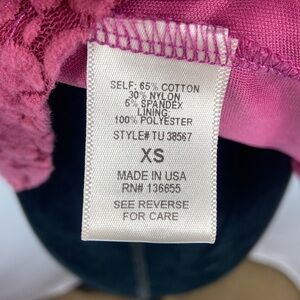 SELF: 65% COTTON
30% NYLON
5% SPANDEX
LINING:
100% POLYESTER
STYLE# TU 38567
XS
MADE IN USA
RN# 136655
SEE REVERSE
FOR CARE